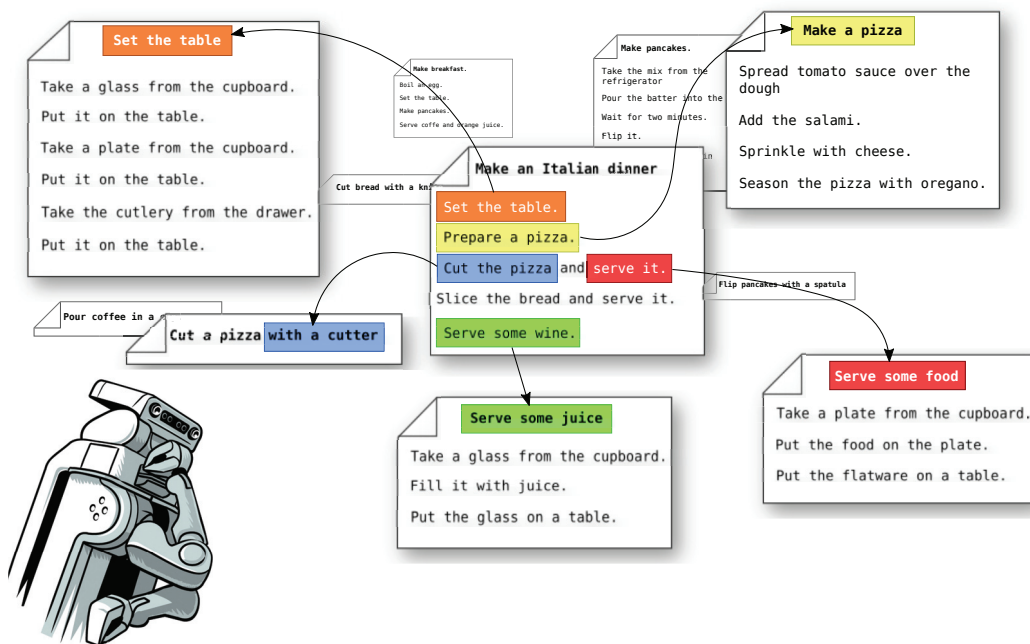 Set the table
Take a glass from the cupboard.
Put it on the table.
Take a plate from the cupboard.
Put it on the table.
Take the cutlery from the drawer.
Put it on the table.
Make breakfast.
Boil an egg.
Set the table.
Make pancakes.
Serve coffe and orange juice.
Make pancakes.
Take the mix from the
refrigerator
Pour the batter into the
Wait for two minutes.
Flip it.
in
Make a pizza
Spread tomato sauce over the
dough
Add the salami.
Sprinkle with cheese.
Season the pizza with oregano.
Cut bread with a
Make an Italian dinner
Set the table.
Prepare a pizza.
Cut the pizza and serve it.
Slice the bread and serve it.
Serve some wine.
Flip pancakes with a spatula
Pour coffee in a
Cut a pizza with a cutter
Serve some juice
Take a glass from the cupboard.
Fill it with juice.
Put the glass on a table.
Serve some food
Take a plate from the cupboard.
Put the food on the plate.
Put the flatware on a table.